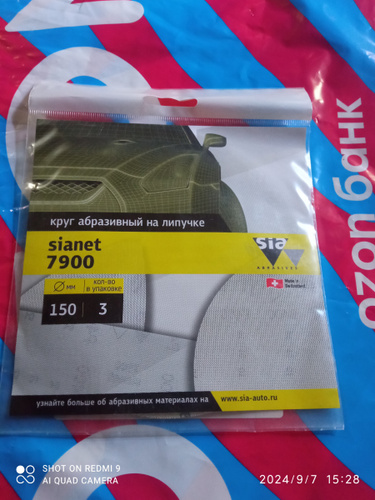 круг абразивный на липучке
sianet
7900
sia
ABRASIVES
Ø мм
кол-во
в упаковке
150
3
Made in
Switzerland
узнайте больше об абразивных материалах на
www.sia-auto.ru
ozon банк
SHOT ON REDMI 9
AI QUAD CAMERA
2024/9/7 15:28